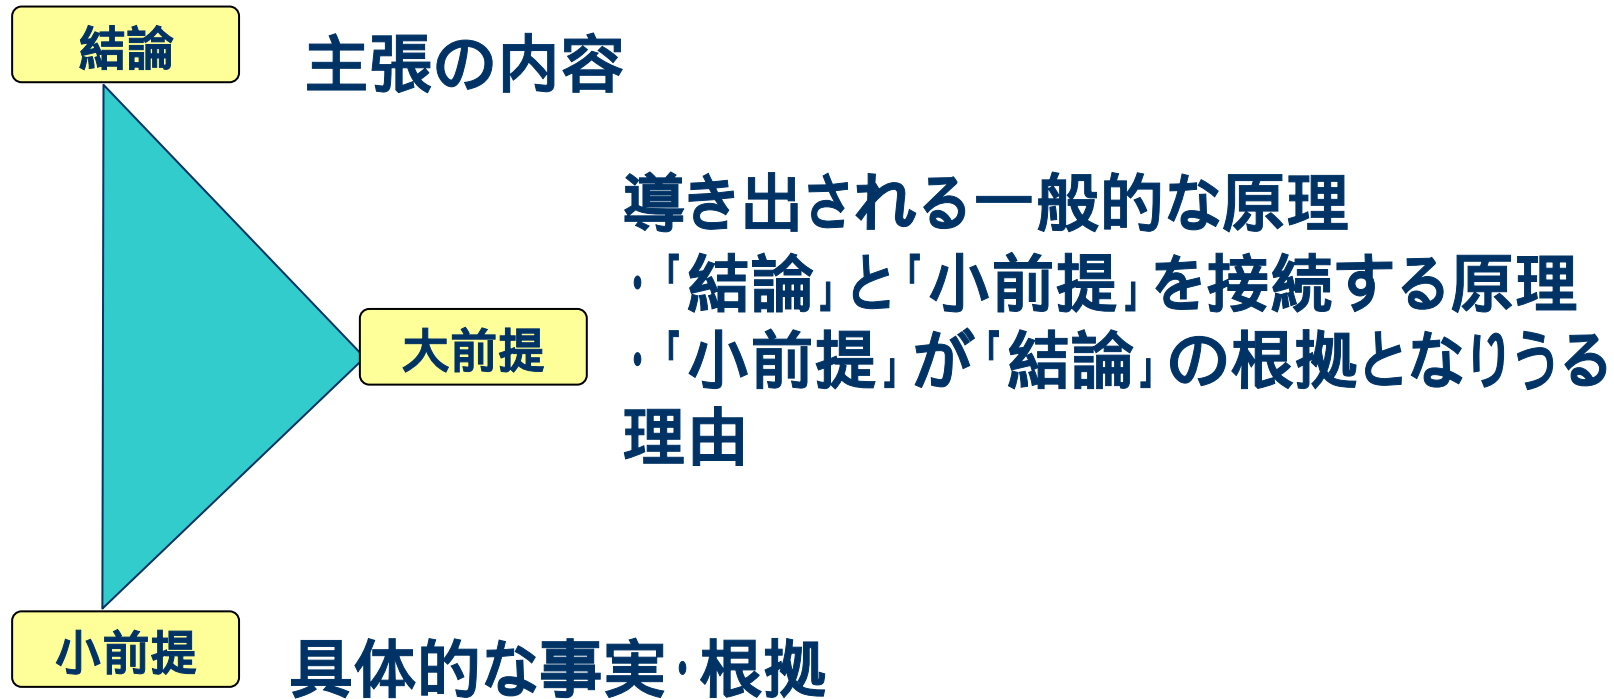 結論
主張の内容
導き出される一般的な原理
・「結論」と「小前提」を接続する原理
大前提
・「小前提」が「結論」の根拠となりうる
理由
小前提
具体的な事実・根拠